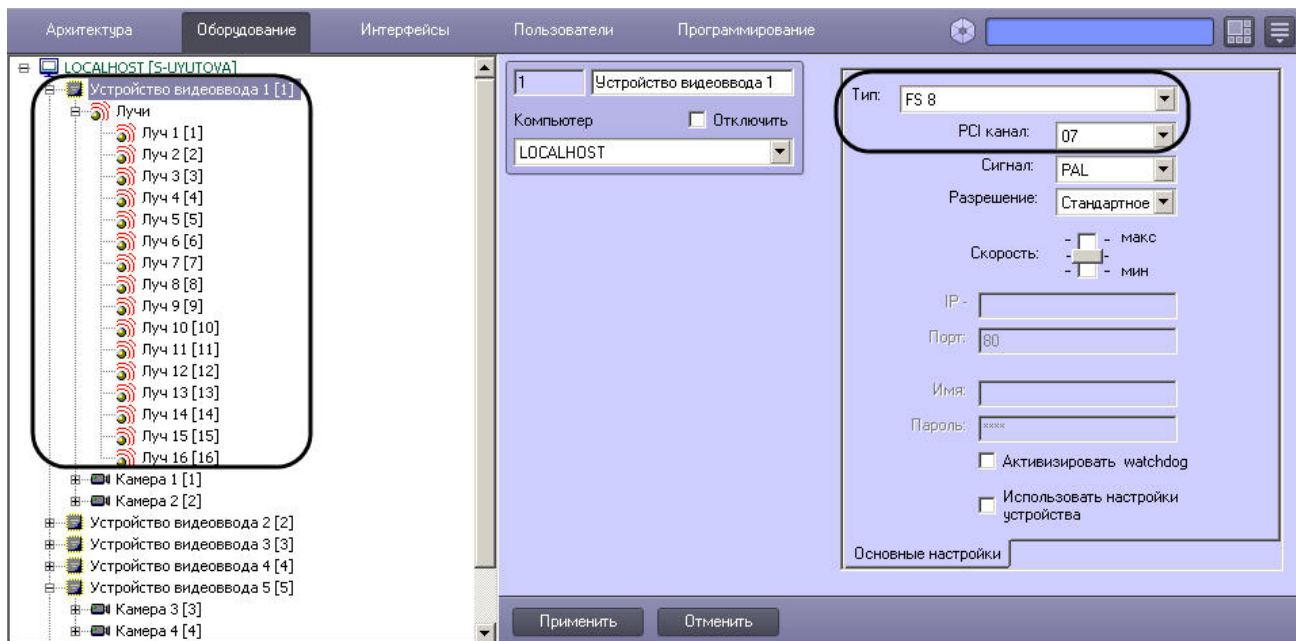 Архитектура Оборудование Интерфейсы Пользователи Программирование
LOCALHOST [S-UYUTOVA]
Устройство видеоввода 1 [1]
Лучи
Луч 1 [1]
Луч 2 [2]
Луч 3 [3]
Луч 4 [4]
Луч 5 [5]
Луч 6 [6]
Луч 7 [7]
Луч 8 [8]
Луч 9 [9]
Луч 10 [10]
Луч 11 [11]
Луч 12 [12]
Луч 13 [13]
Луч 14 [14]
Луч 15 [15]
Луч 16 [16]
Камера 1 [1]
Камера 2 [2]
Устройство видеоввода 2 [2]
Устройство видеоввода 3 [3]
Устройство видеоввода 4 [4]
Устройство видеоввода 5 [5]
Камера 3 [3]
Камера 4 [4]
1 Устройство видеоввода 1
Компьютер Отключить
LOCALHOST
Тип: FS 8
PCI канал: 07
Сигнал: PAL
Разрешение: Стандартное
Скорость: макс
мин
IP -
Порт: 80
Имя:
Пароль: ****
Активизировать watchdog
Использовать настройки
устройства
Основные настройки
Применить Отменить